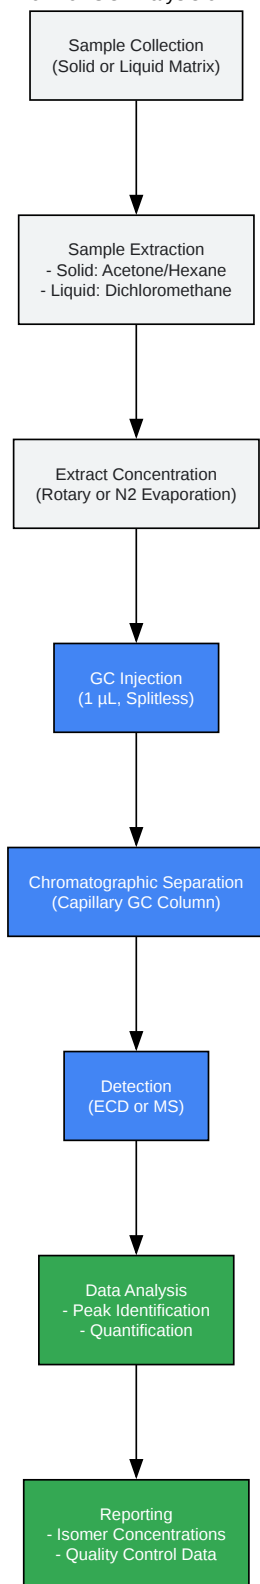 Sample Collection
(Solid or Liquid Matrix)
Sample Extraction
- Solid: Acetone/Hexane
- Liquid: Dichloromethane
Extract Concentration
(Rotary or N2 Evaporation)
GC Injection
(1 µL, Splitless)
Chromatographic Separation
(Capillary GC Column)
Detection
(ECD or MS)
Data Analysis
- Peak Identification
- Quantification
Reporting
- Isomer Concentrations
- Quality Control Data